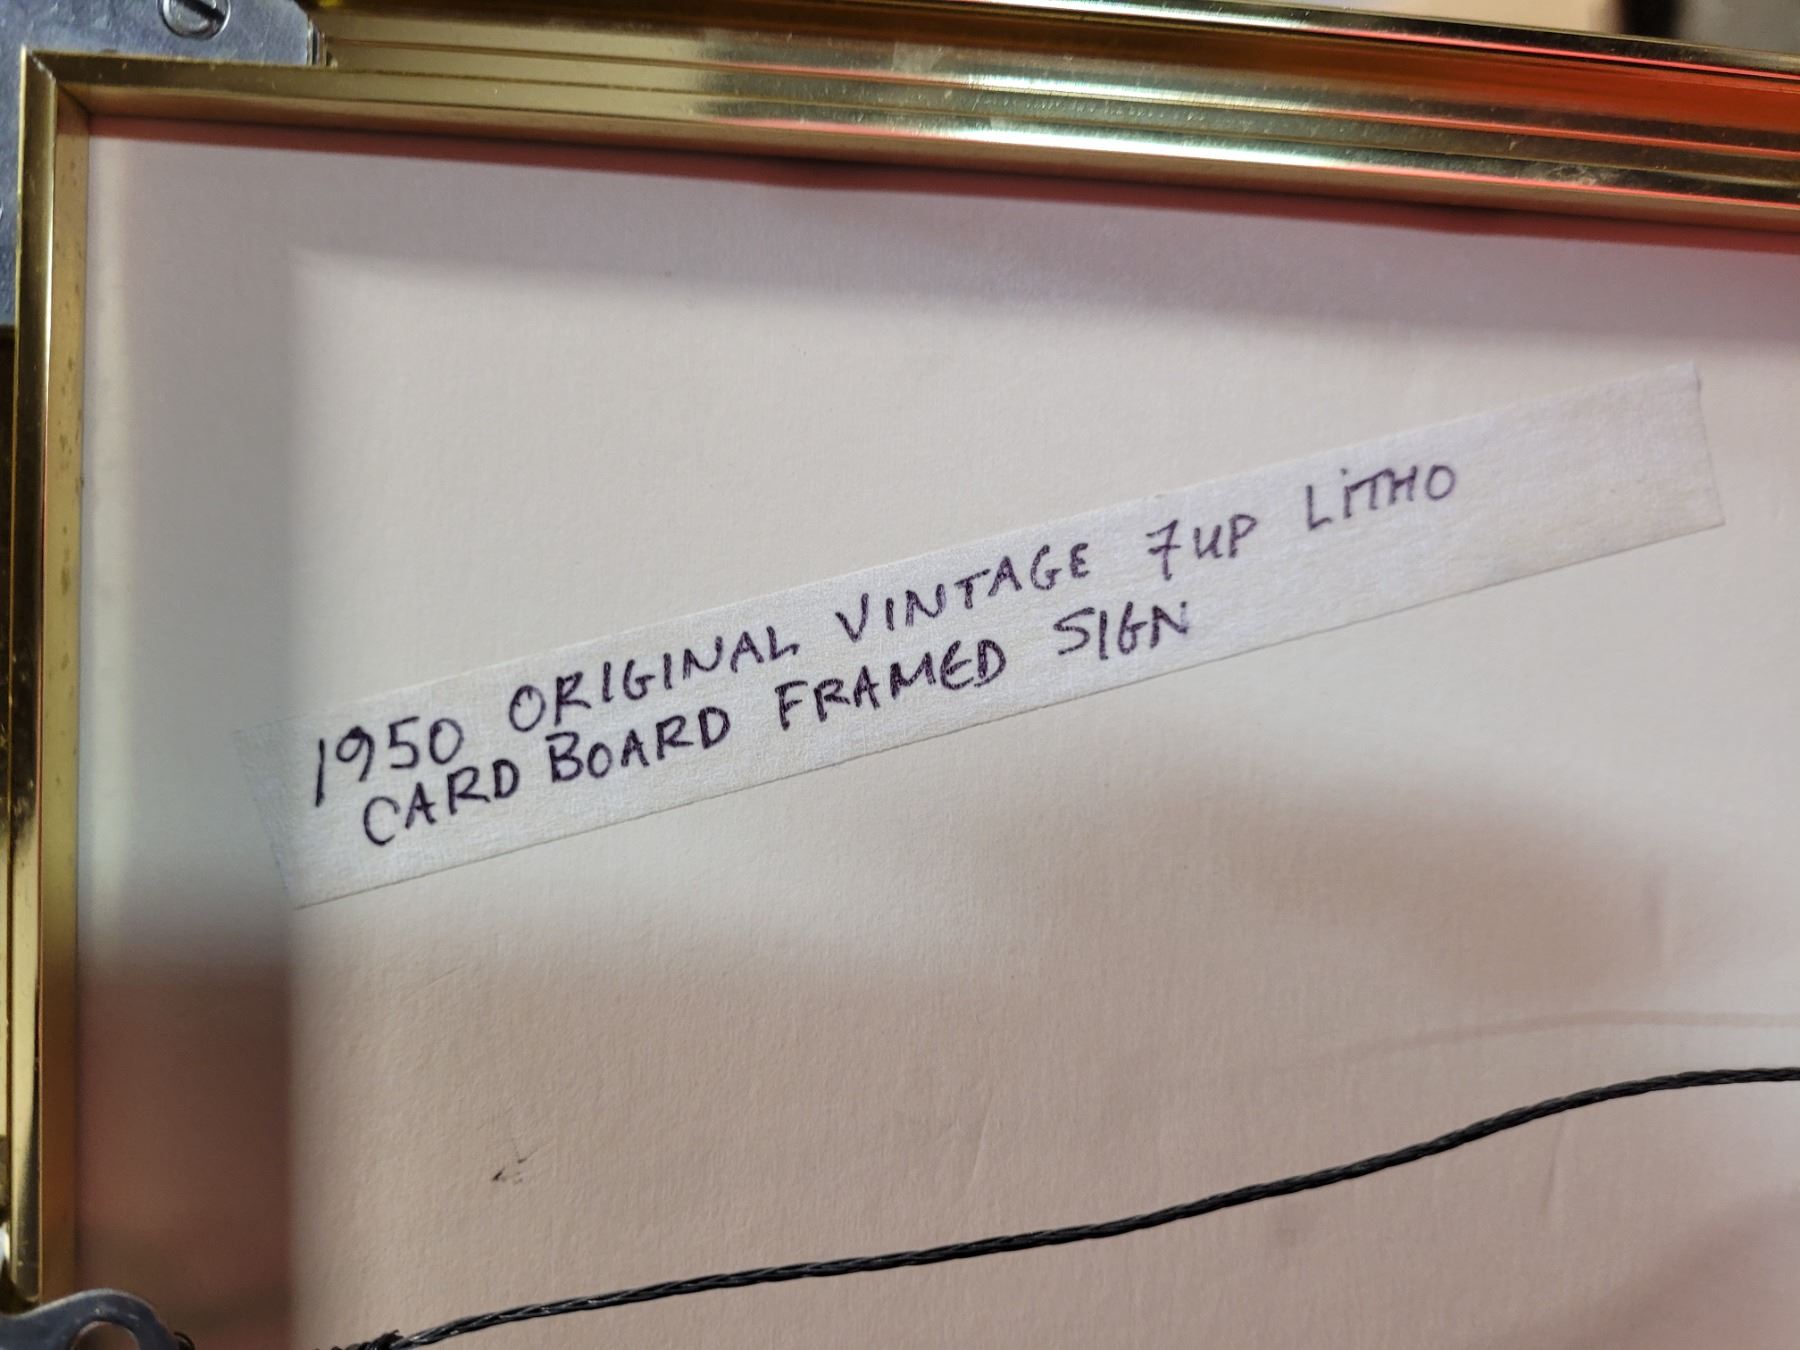 1950 ORIGINAL VINTAGE 7UP LiTHO
CARD BOARD FRAMED SIGN